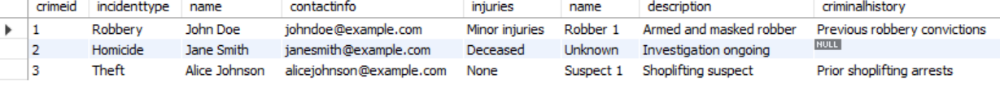 crimeid incidenttype name contactinfo injuries name description criminalhistory
1 Robbery John Doe johndoe@example.com Minor injuries Robber 1 Armed and masked robber Previous robbery convictions
2 Homicide Jane Smith janesmith@example.com Deceased Unknown Investigation ongoing NULL
3 Theft Alice Johnson alicejohnson@example.com None Suspect 1 Shoplifting suspect Prior shoplifting arrests